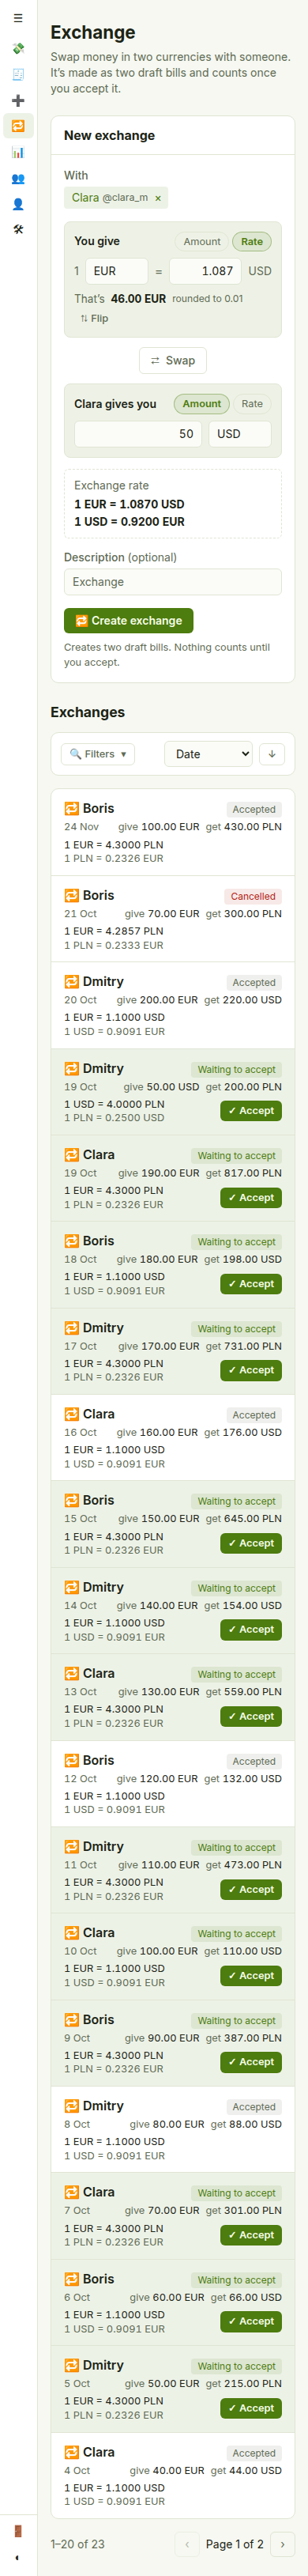 Exchange
Swap money in two currencies with someone.
It's made as two draft bills and counts once
you accept it.
New exchange
With
Clara @clara_m ×
You give Amount Rate
1 EUR = 1.087 USD
That's 46.00 EUR rounded to 0.01
⇅ Flip
⇄ Swap
Clara gives you Amount Rate
50 USD
Exchange rate
1 EUR = 1.0870 USD
1 USD = 0.9200 EUR
Description (optional)
Exchange
🔁 Create exchange
Creates two draft bills. Nothing counts until
you accept.
Exchanges
🔍 Filters ▾ Date ↓
🔁 Boris Accepted
24 Nov give 100.00 EUR get 430.00 PLN
1 EUR = 4.3000 PLN
1 PLN = 0.2326 EUR
🔁 Boris Cancelled
21 Oct give 70.00 EUR get 300.00 PLN
1 EUR = 4.2857 PLN
1 PLN = 0.2333 EUR
🔁 Dmitry Accepted
20 Oct give 200.00 EUR get 220.00 USD
1 EUR = 1.1000 USD
1 USD = 0.9091 EUR
🔁 Dmitry Waiting to accept
19 Oct give 50.00 USD get 200.00 PLN
1 USD = 4.0000 PLN
1 PLN = 0.2500 USD ✓ Accept
🔁 Clara Waiting to accept
19 Oct give 190.00 EUR get 817.00 PLN
1 EUR = 4.3000 PLN
1 PLN = 0.2326 EUR ✓ Accept
🔁 Boris Waiting to accept
18 Oct give 180.00 EUR get 198.00 USD
1 EUR = 1.1000 USD
1 USD = 0.9091 EUR ✓ Accept
🔁 Dmitry Waiting to accept
17 Oct give 170.00 EUR get 731.00 PLN
1 EUR = 4.3000 PLN
1 PLN = 0.2326 EUR ✓ Accept
🔁 Clara Accepted
16 Oct give 160.00 EUR get 176.00 USD
1 EUR = 1.1000 USD
1 USD = 0.9091 EUR
🔁 Boris Waiting to accept
15 Oct give 150.00 EUR get 645.00 PLN
1 EUR = 4.3000 PLN
1 PLN = 0.2326 EUR ✓ Accept
🔁 Dmitry Waiting to accept
14 Oct give 140.00 EUR get 154.00 USD
1 EUR = 1.1000 USD
1 USD = 0.9091 EUR ✓ Accept
🔁 Clara Waiting to accept
13 Oct give 130.00 EUR get 559.00 PLN
1 EUR = 4.3000 PLN
1 PLN = 0.2326 EUR ✓ Accept
🔁 Boris Accepted
12 Oct give 120.00 EUR get 132.00 USD
1 EUR = 1.1000 USD
1 USD = 0.9091 EUR
🔁 Dmitry Waiting to accept
11 Oct give 110.00 EUR get 473.00 PLN
1 EUR = 4.3000 PLN
1 PLN = 0.2326 EUR ✓ Accept
🔁 Clara Waiting to accept
10 Oct give 100.00 EUR get 110.00 USD
1 EUR = 1.1000 USD
1 USD = 0.9091 EUR ✓ Accept
🔁 Boris Waiting to accept
9 Oct give 90.00 EUR get 387.00 PLN
1 EUR = 4.3000 PLN
1 PLN = 0.2326 EUR ✓ Accept
🔁 Dmitry Accepted
8 Oct give 80.00 EUR get 88.00 USD
1 EUR = 1.1000 USD
1 USD = 0.9091 EUR
🔁 Clara Waiting to accept
7 Oct give 70.00 EUR get 301.00 PLN
1 EUR = 4.3000 PLN
1 PLN = 0.2326 EUR ✓ Accept
🔁 Boris Waiting to accept
6 Oct give 60.00 EUR get 66.00 USD
1 EUR = 1.1000 USD
1 USD = 0.9091 EUR ✓ Accept
🔁 Dmitry Waiting to accept
5 Oct give 50.00 EUR get 215.00 PLN
1 EUR = 4.3000 PLN
1 PLN = 0.2326 EUR ✓ Accept
🔁 Clara Accepted
4 Oct give 40.00 EUR get 44.00 USD
1 EUR = 1.1000 USD
1 USD = 0.9091 EUR
1–20 of 23 ‹ Page 1 of 2 ›